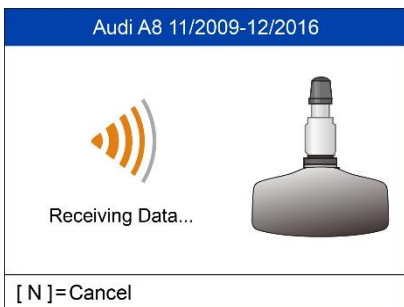 Audi A8 11/2009-12/2016
Receiving Data...
[ N ]=Cancel